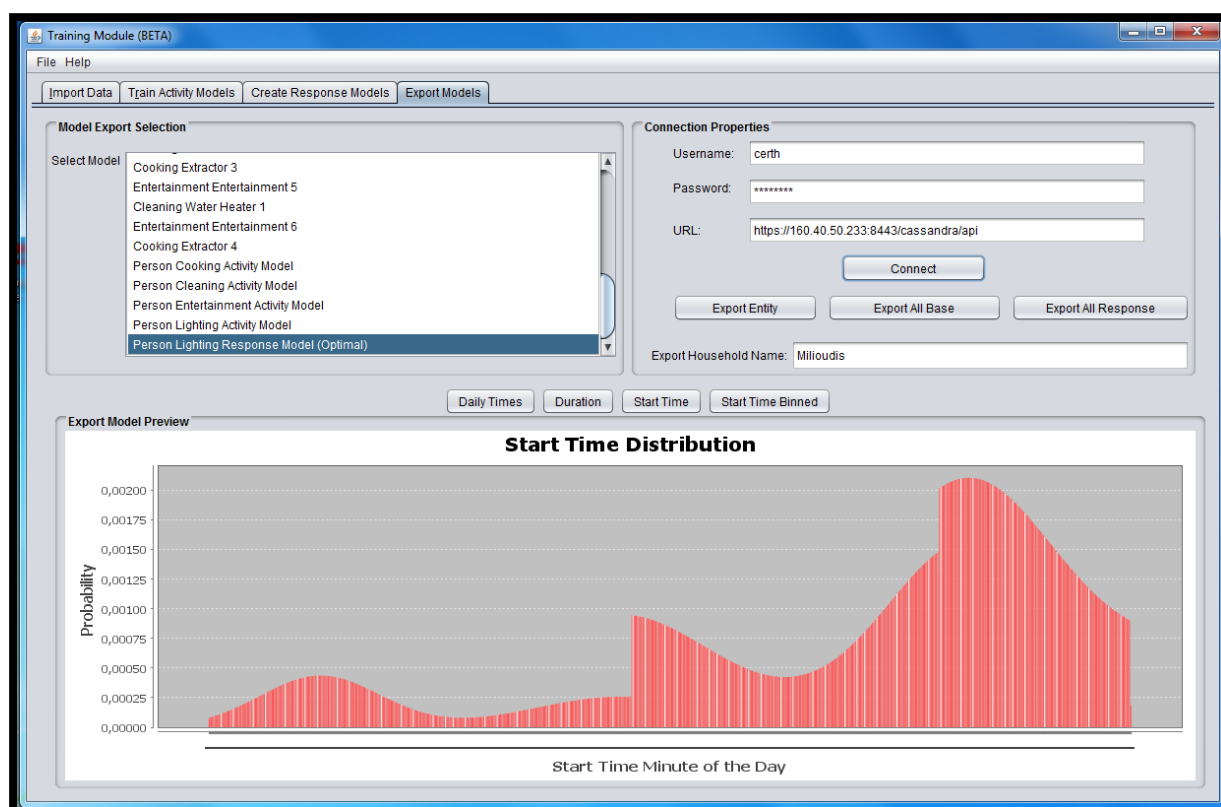 Training Module (BETA)
File Help
Import Data Train Activity Models Create Response Models Export Models
Model Export Selection
Select Model
Cooking Extractor 3
Entertainment Entertainment 5
Cleaning Water Heater 1
Entertainment Entertainment 6
Cooking Extractor 4
Person Cooking Activity Model
Person Cleaning Activity Model
Person Entertainment Activity Model
Person Lighting Activity Model
Person Lighting Response Model (Optimal)
Connection Properties
Username: certh
Password: ********
URL: https://160.40.50.233:8443/cassandra/api
Connect
Export Entity Export All Base Export All Response
Export Household Name: Milioudis
Daily Times Duration Start Time Start Time Binned
Export Model Preview
Start Time Distribution
Probability
0,00200
0,00175
0,00150
0,00125
0,00100
0,00075
0,00050
0,00025
0,00000
Start Time Minute of the Day